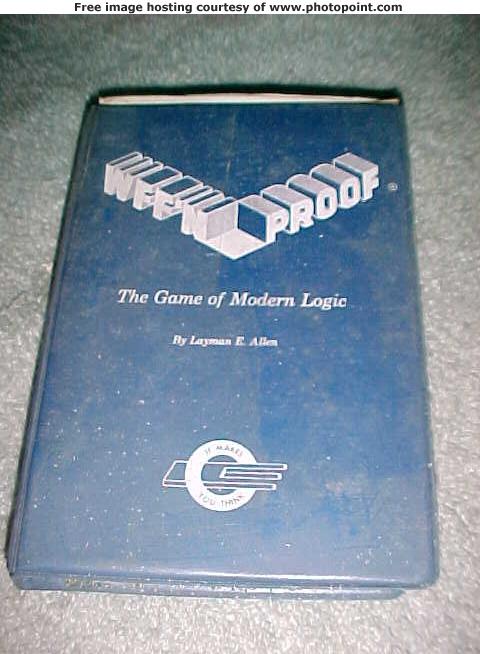 Free image hosting courtesy of www.photopoint.com
WFF'N PROOF®
The Game of Modern Logic
By Layman E. Allen
IT MAKES
YOU THINK